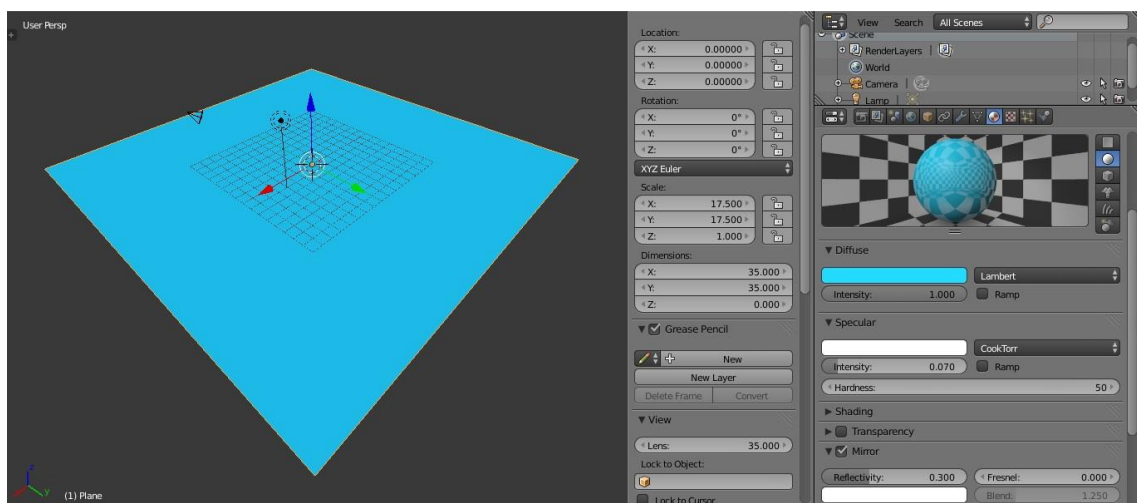 User Persp
(1) Plane
z
y
Location:
X: 0.00000
Y: 0.00000
Z: 0.00000
Rotation:
X: 0°
Y: 0°
Z: 0°
XYZ Euler
Scale:
X: 17.500
Y: 17.500
Z: 1.000
Dimensions:
X: 35.000
Y: 35.000
Z: 0.000
Grease Pencil
New
New Layer
Delete Frame Convert
View
Lens: 35.000
Lock to Object:
Lock to Cursor
View Search All Scenes
Scene
RenderLayers |
World
Camera |
Lamp |
Diffuse
Lambert
Intensity: 1.000 Ramp
Specular
CookTorr
Intensity: 0.070 Ramp
Hardness: 50
Shading
Transparency
Mirror
Reflectivity: 0.300 Fresnel: 0.000
Blend: 1.250